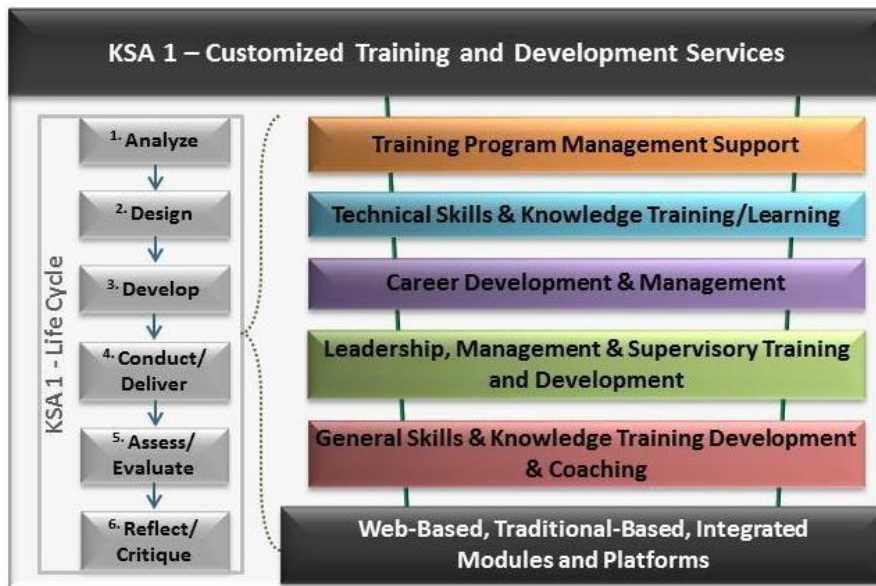 KSA 1 – Customized Training and Development Services
KSA 1 - Life Cycle
1. Analyze
2. Design
3. Develop
4. Conduct/
Deliver
5. Assess/
Evaluate
6. Reflect/
Critique
Training Program Management Support
Technical Skills & Knowledge Training/Learning
Career Development & Management
Leadership, Management & Supervisory Training
and Development
General Skills & Knowledge Training Development
& Coaching
Web-Based, Traditional-Based, Integrated
Modules and Platforms